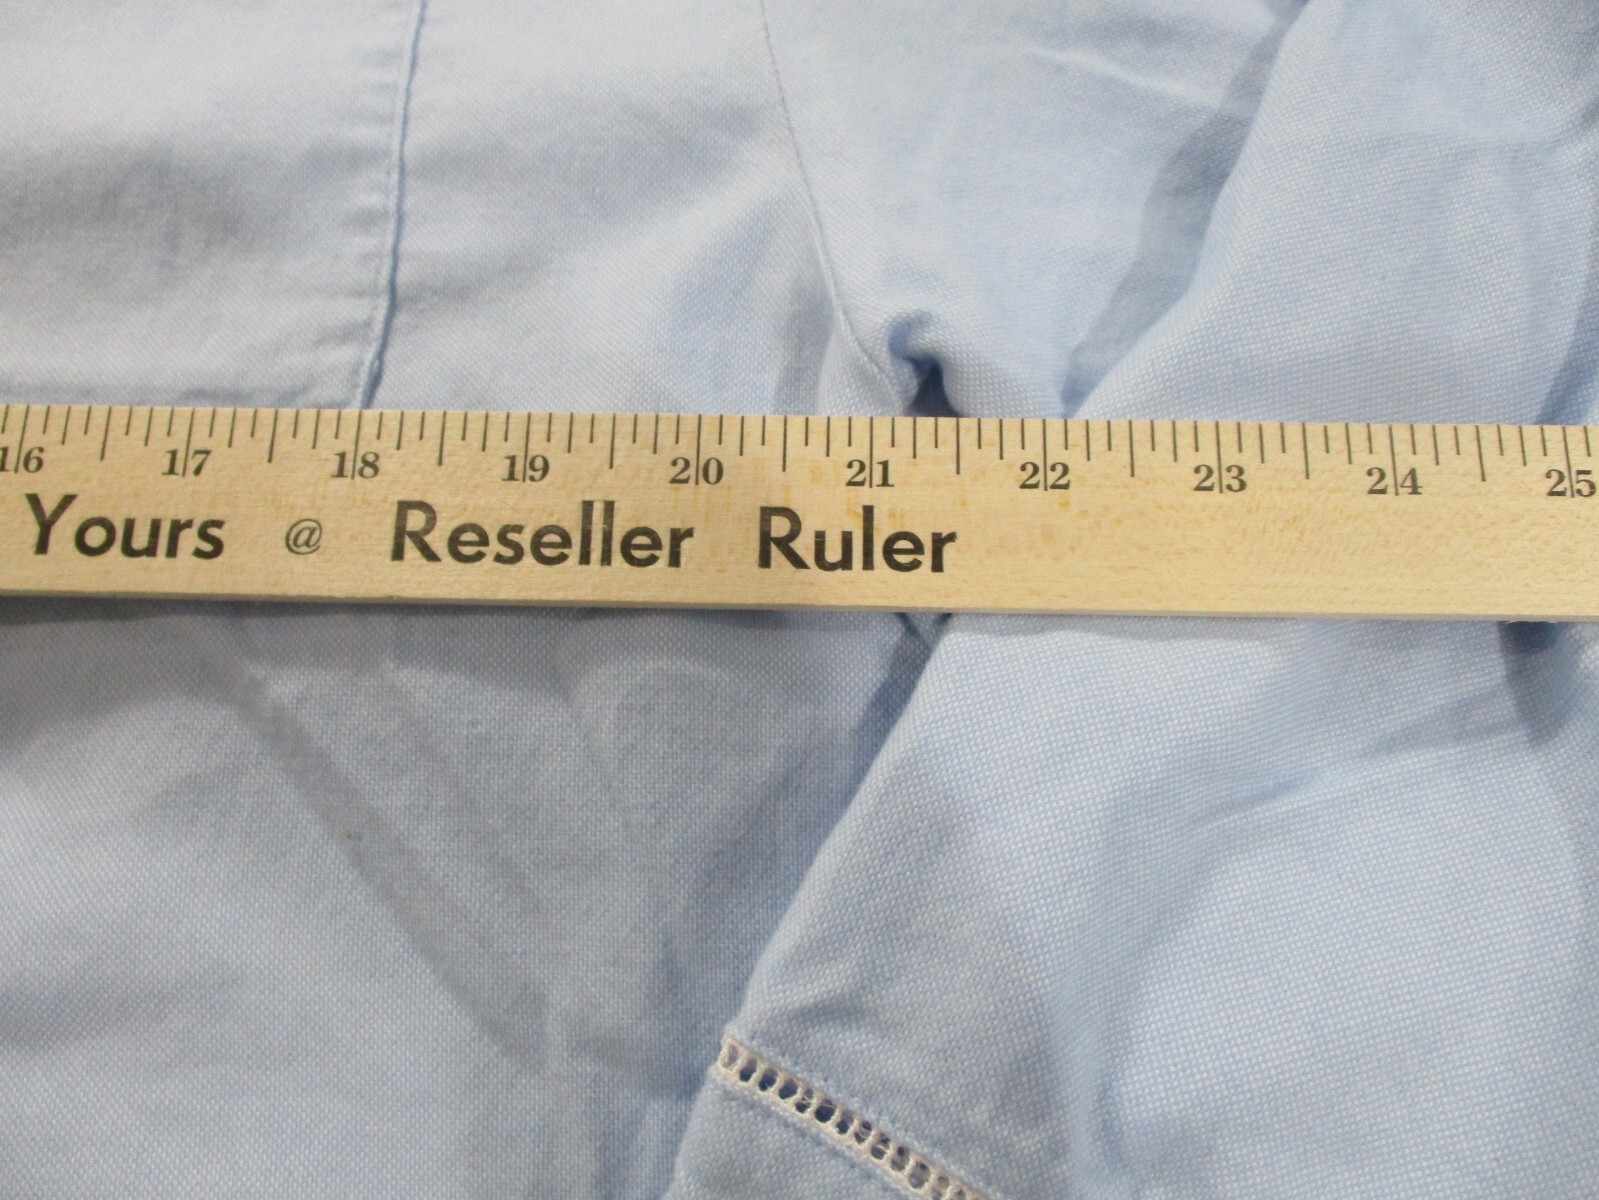 16 17 18 19 20 21 22 23 24 25
Yours @ Reseller Ruler